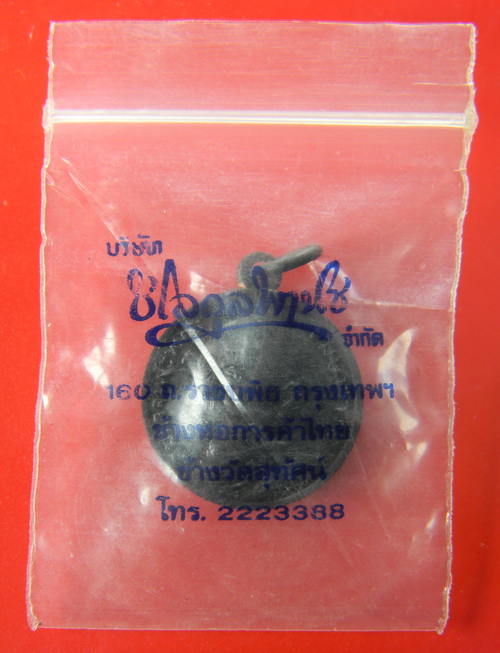 บริษัท
จำกัด
160 ถ.ราชบพิธ กรุงเทพฯ
ข้างหอการค้าไทย
ข้างวัดสุทัศน์
โทร. 2223388